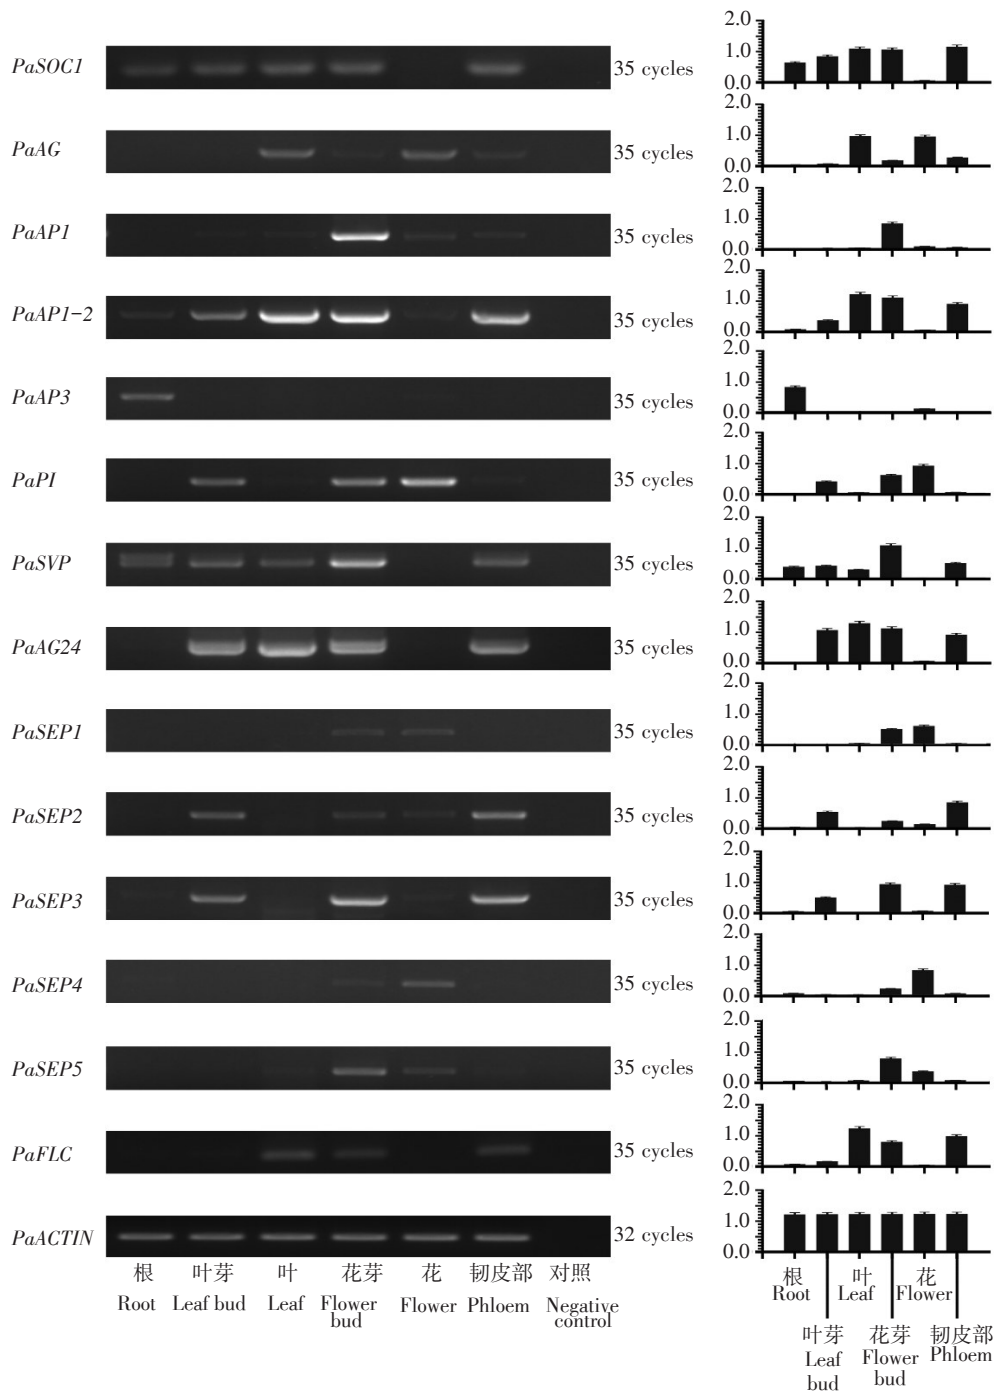 PaSOC1 35 cycles 2.0 1.0 0.0
PaAG 35 cycles 2.0 1.0 0.0
PaAP1 35 cycles 2.0 1.0 0.0
PaAP1-2 35 cycles 2.0 1.0 0.0
PaAP3 35 cycles 2.0 1.0 0.0
PaPI 35 cycles 2.0 1.0 0.0
PaSVP 35 cycles 2.0 1.0 0.0
PaAG24 35 cycles 2.0 1.0 0.0
PaSEP1 35 cycles 2.0 1.0 0.0
PaSEP2 35 cycles 2.0 1.0 0.0
PaSEP3 35 cycles 2.0 1.0 0.0
PaSEP4 35 cycles 2.0 1.0 0.0
PaSEP5 35 cycles 2.0 1.0 0.0
PaFLC 35 cycles 2.0 1.0 0.0
PaACTIN 32 cycles 2.0 1.0 0.0
根 叶芽 叶 花芽 花 韧皮部 对照
Root Leaf bud Leaf Flower bud Flower Phloem Negative control
根 叶 花
Root Leaf Flower
叶芽 花芽 韧皮部
Leaf bud Flower bud Phloem